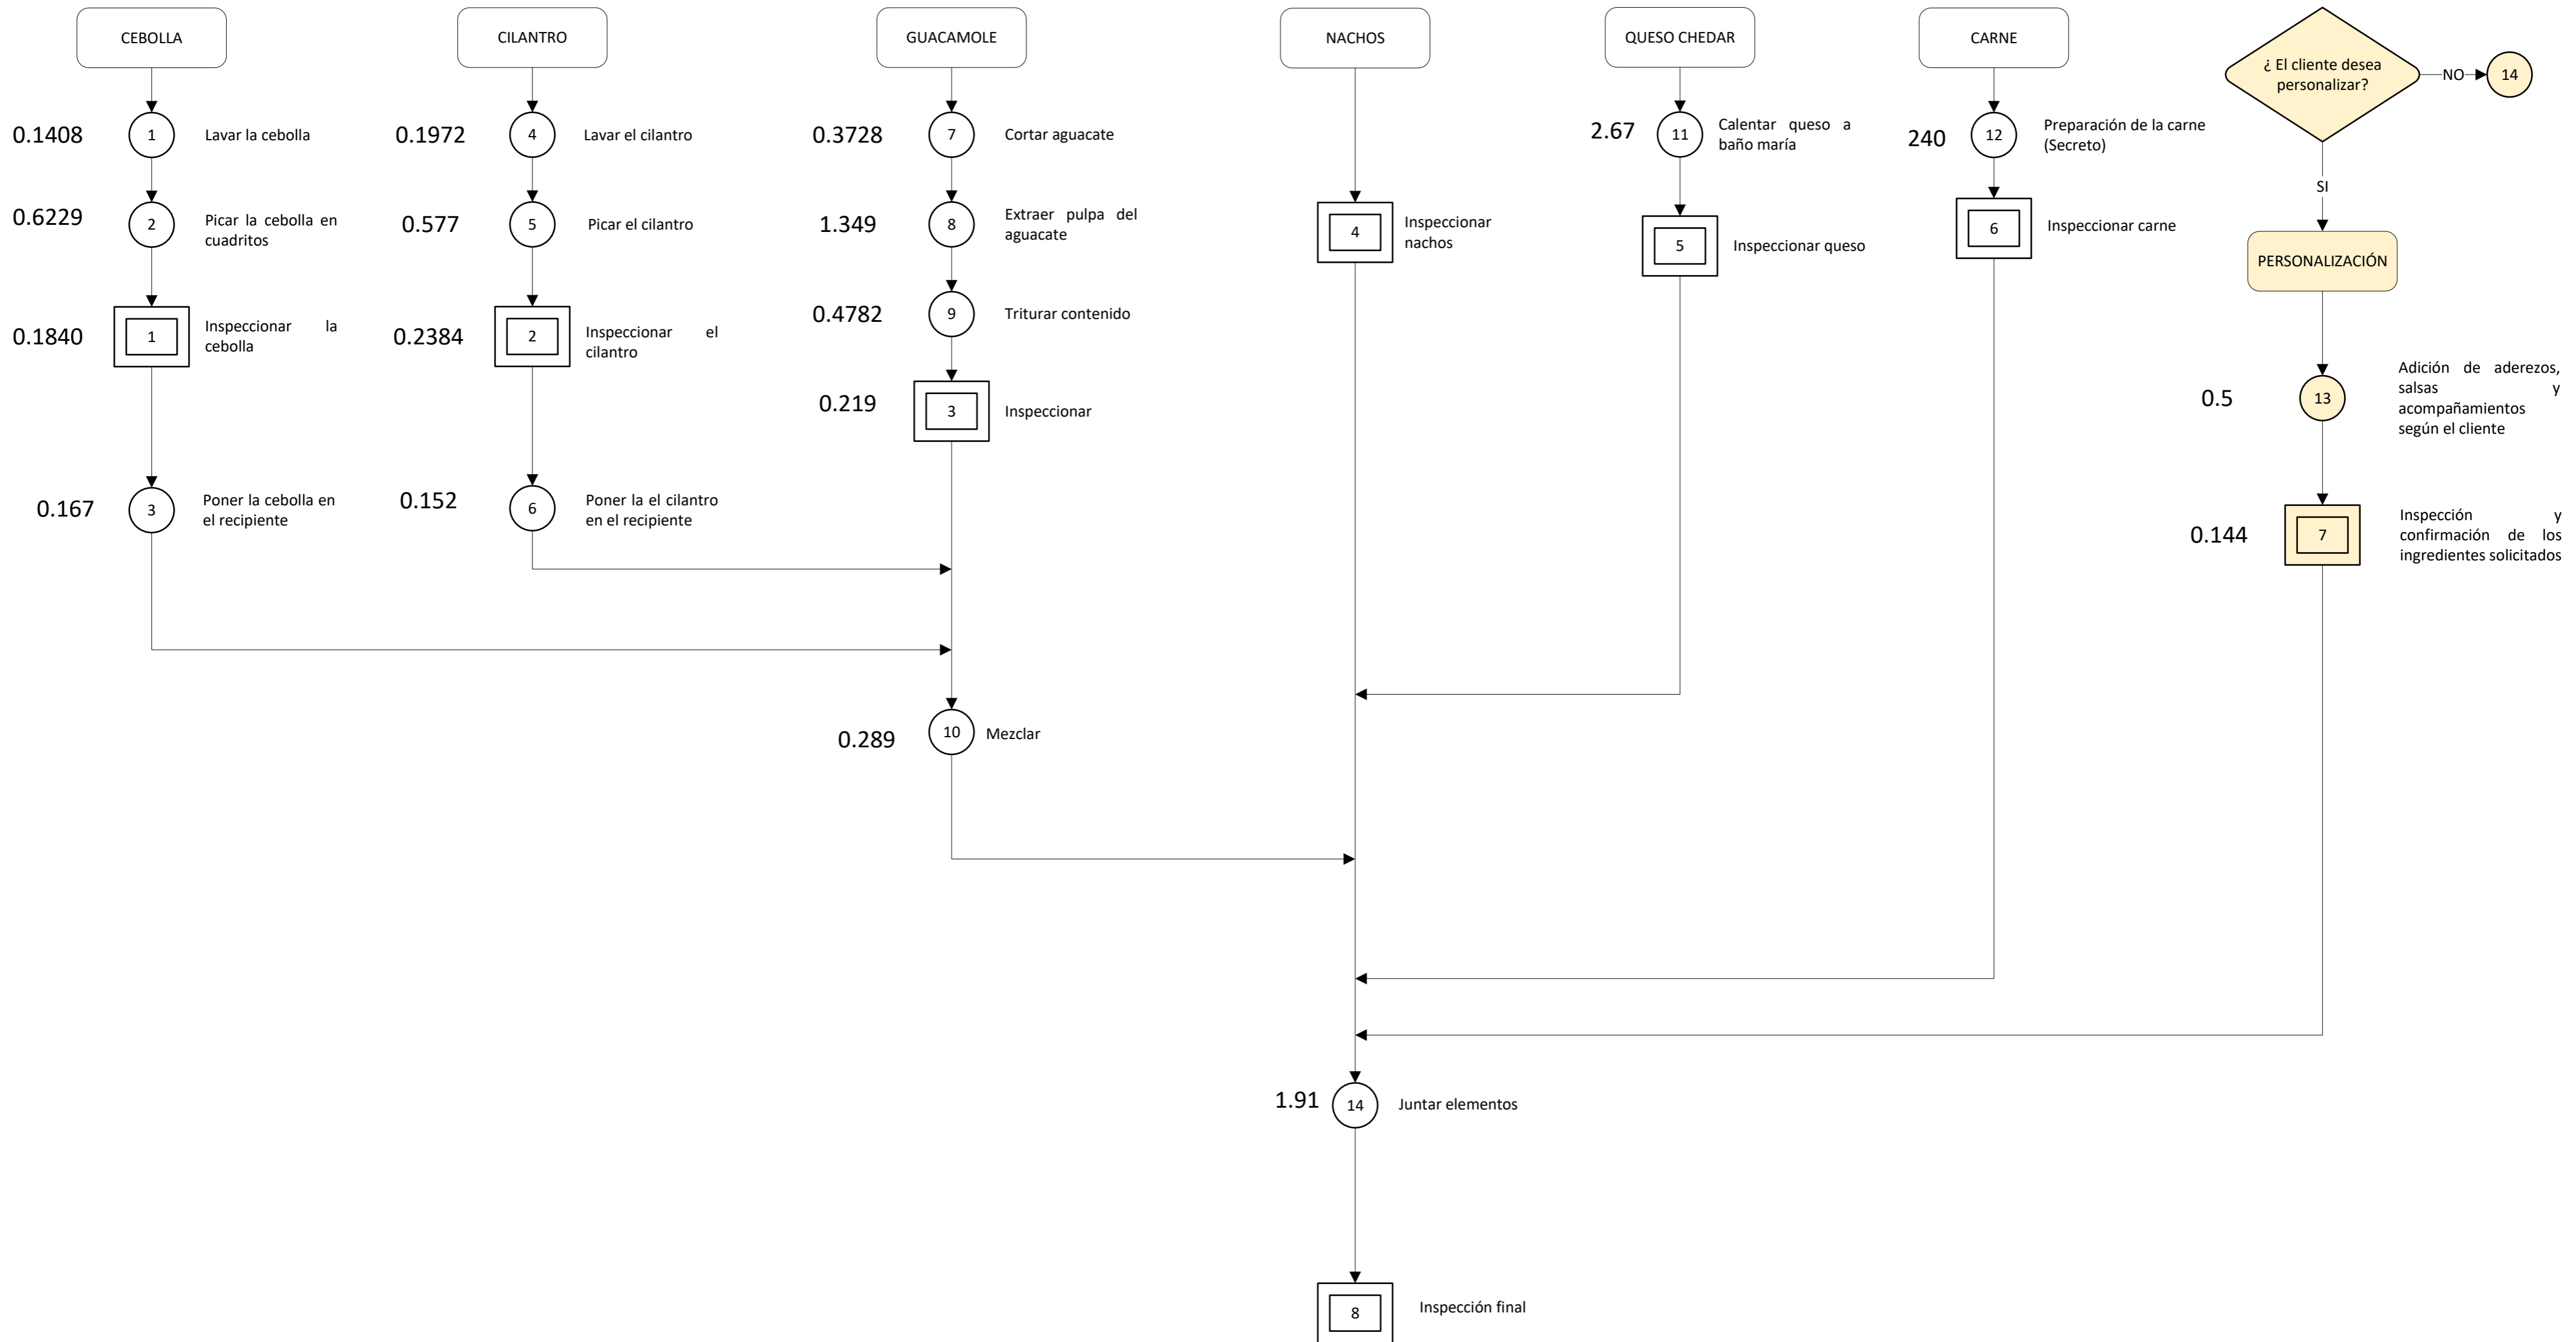 CEBOLLA
CILANTRO
GUACAMOLE
NACHOS
QUESO CHEDAR
CARNE
¿ El cliente desea
personalizar?
NO
14
0.1408
1
Lavar la cebolla
0.1972
4
Lavar el cilantro
0.3728
7
Cortar aguacate
2.67
11
Calentar queso a
baño maría
240
12
Preparación de la carne
(Secreto)
SI
0.6229
2
Picar la cebolla en
cuadritos
0.577
5
Picar el cilantro
1.349
8
Extraer pulpa del
aguacate
4
Inspeccionar
nachos
5
Inspeccionar queso
6
Inspeccionar carne
PERSONALIZACIÓN
0.1840
1
Inspeccionar la
cebolla
0.2384
2
Inspeccionar el
cilantro
0.4782
9
Triturar contenido
0.219
3
Inspeccionar
0.5
13
Adición de aderezos,
salsas y
acompañamientos
según el cliente
0.167
3
Poner la cebolla en
el recipiente
0.152
6
Poner la el cilantro
en el recipiente
0.144
7
Inspección y
confirmación de los
ingredientes solicitados
0.289
10
Mezclar
1.91
14
Juntar elementos
8
Inspección final